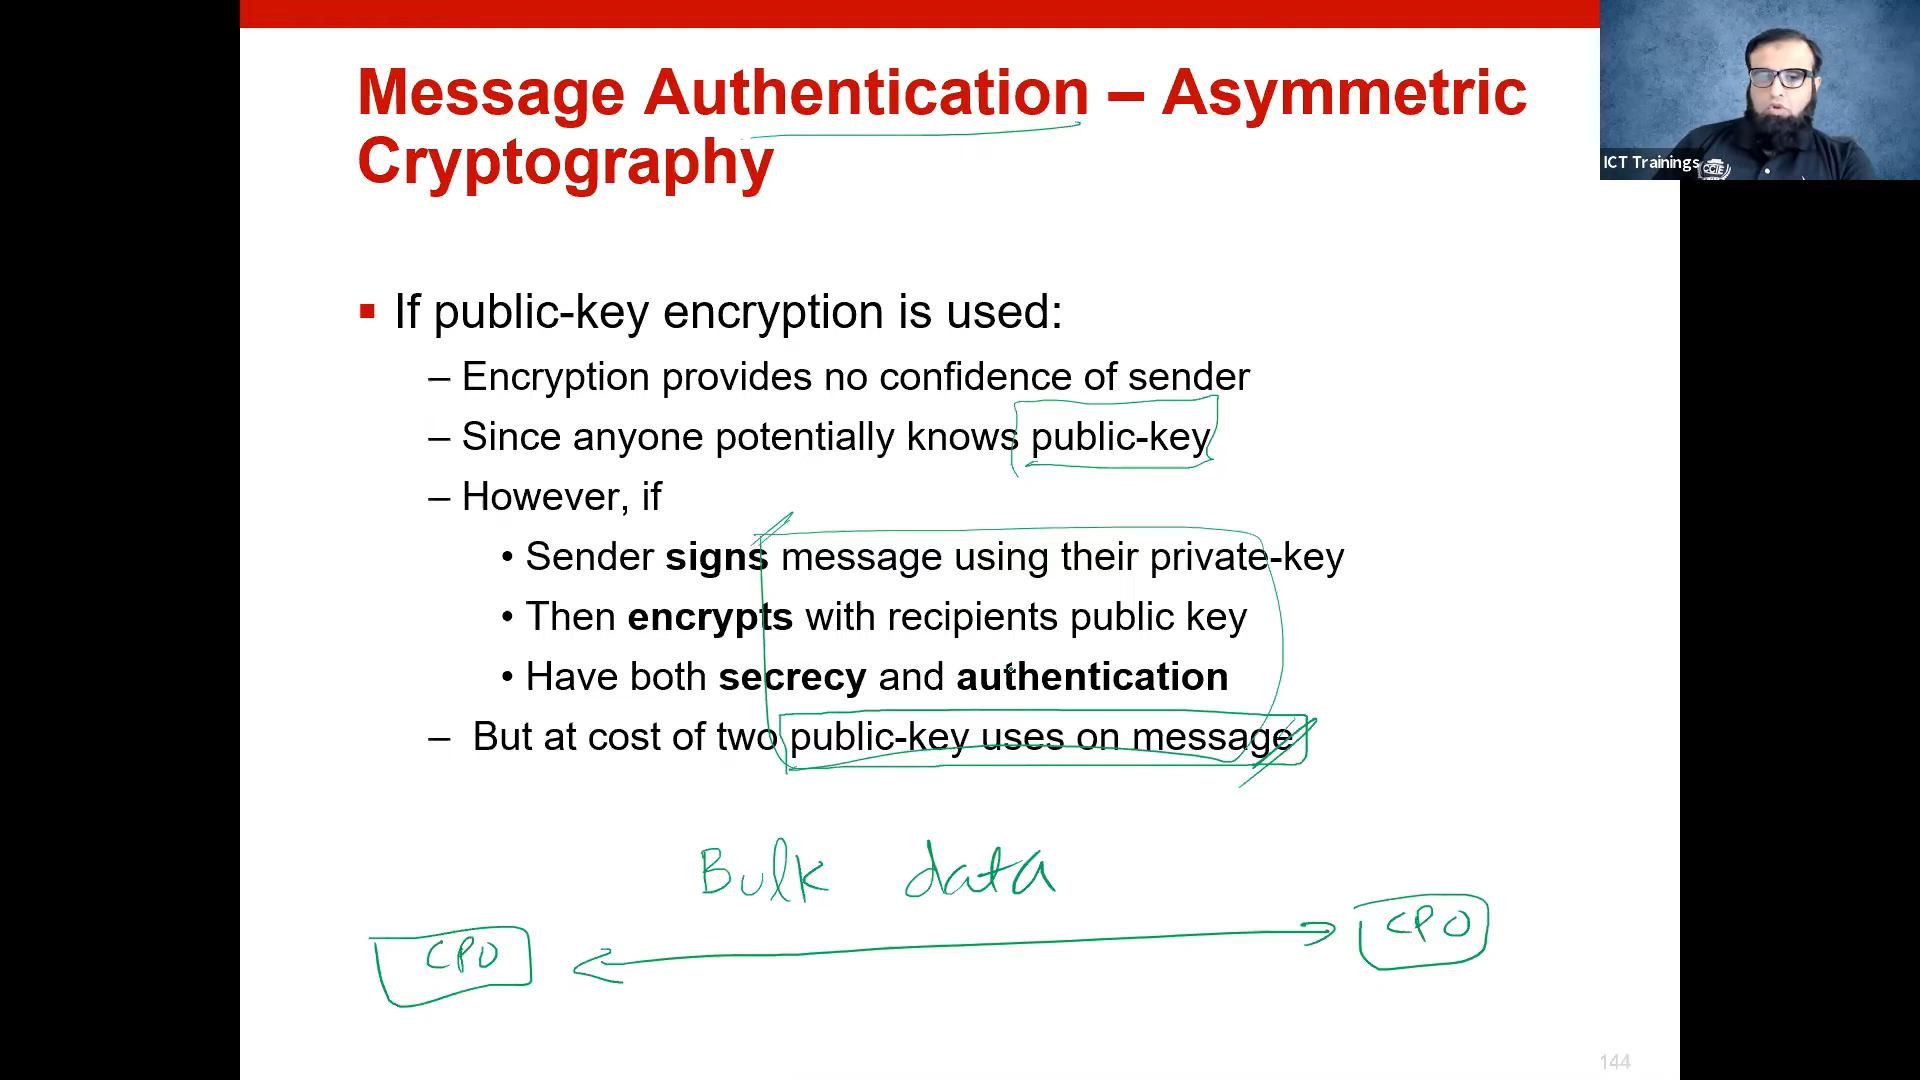 Message Authentication – Asymmetric
Cryptography
ICT Trainings
CCIE
▪ If public-key encryption is used:
– Encryption provides no confidence of sender
– Since anyone potentially knows public-key
– However, if
• Sender signs message using their private-key
• Then encrypts with recipients public key
• Have both secrecy and authentication
– But at cost of two public-key uses on message
Bulk data
CPU
CPU
144